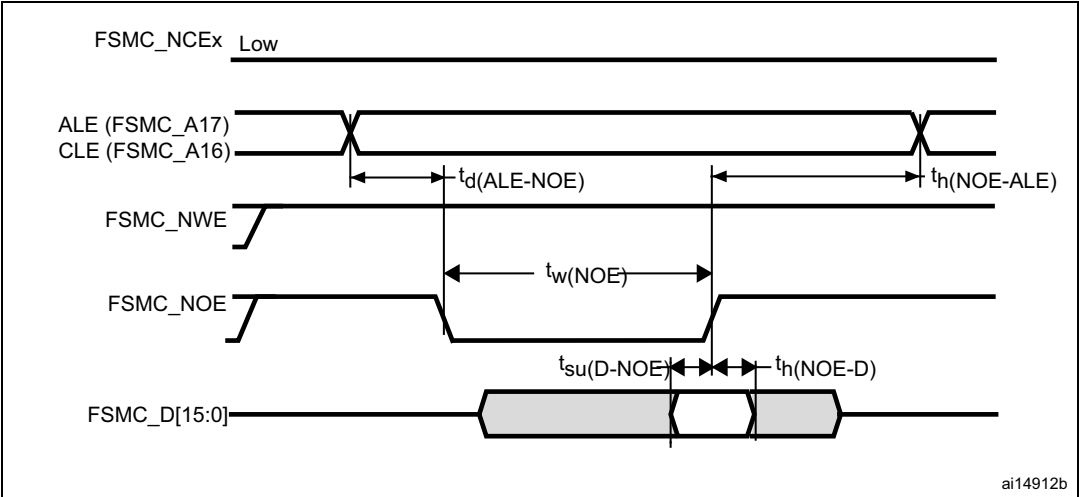 FSMC_NCEx Low
ALE (FSMC_A17)
CLE (FSMC_A16)
td(ALE-NOE) th(NOE-ALE)
FSMC_NWE
tw(NOE)
FSMC_NOE
tsu(D-NOE) th(NOE-D)
FSMC_D[15:0]
ai14912b